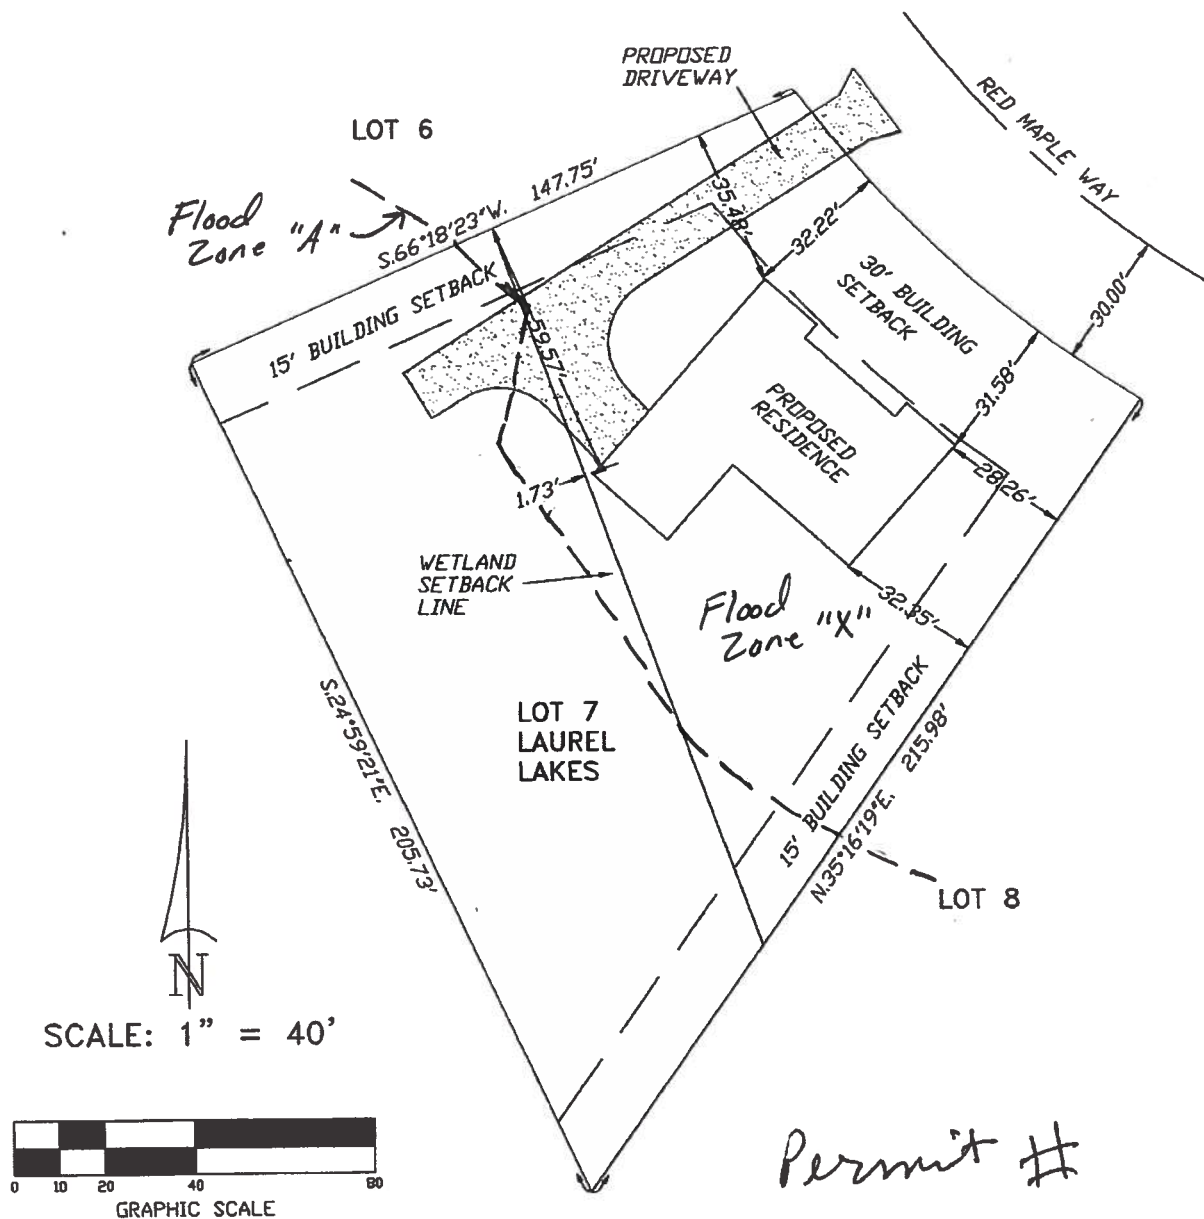 PROPOSED
DRIVEWAY
RED MAPLE WAY
LOT 6
Flood
Zone "A"
S.66°18'23"W. 147.75'
35.48'
32.22'
30' BUILDING
SETBACK
30.00'
15' BUILDING SETBACK
59.57'
31.58'
PROPOSED
RESIDENCE
28.26'
1.73'
WETLAND
SETBACK
LINE
Flood
Zone "X"
32.35'
LOT 7
LAUREL
LAKES
S.24°59'21"E. 205.73'
15' BUILDING SETBACK
N.35°16'19"E. 215.98'
LOT 8
N
SCALE: 1" = 40'
0 10 20 40 80
GRAPHIC SCALE
Permit #